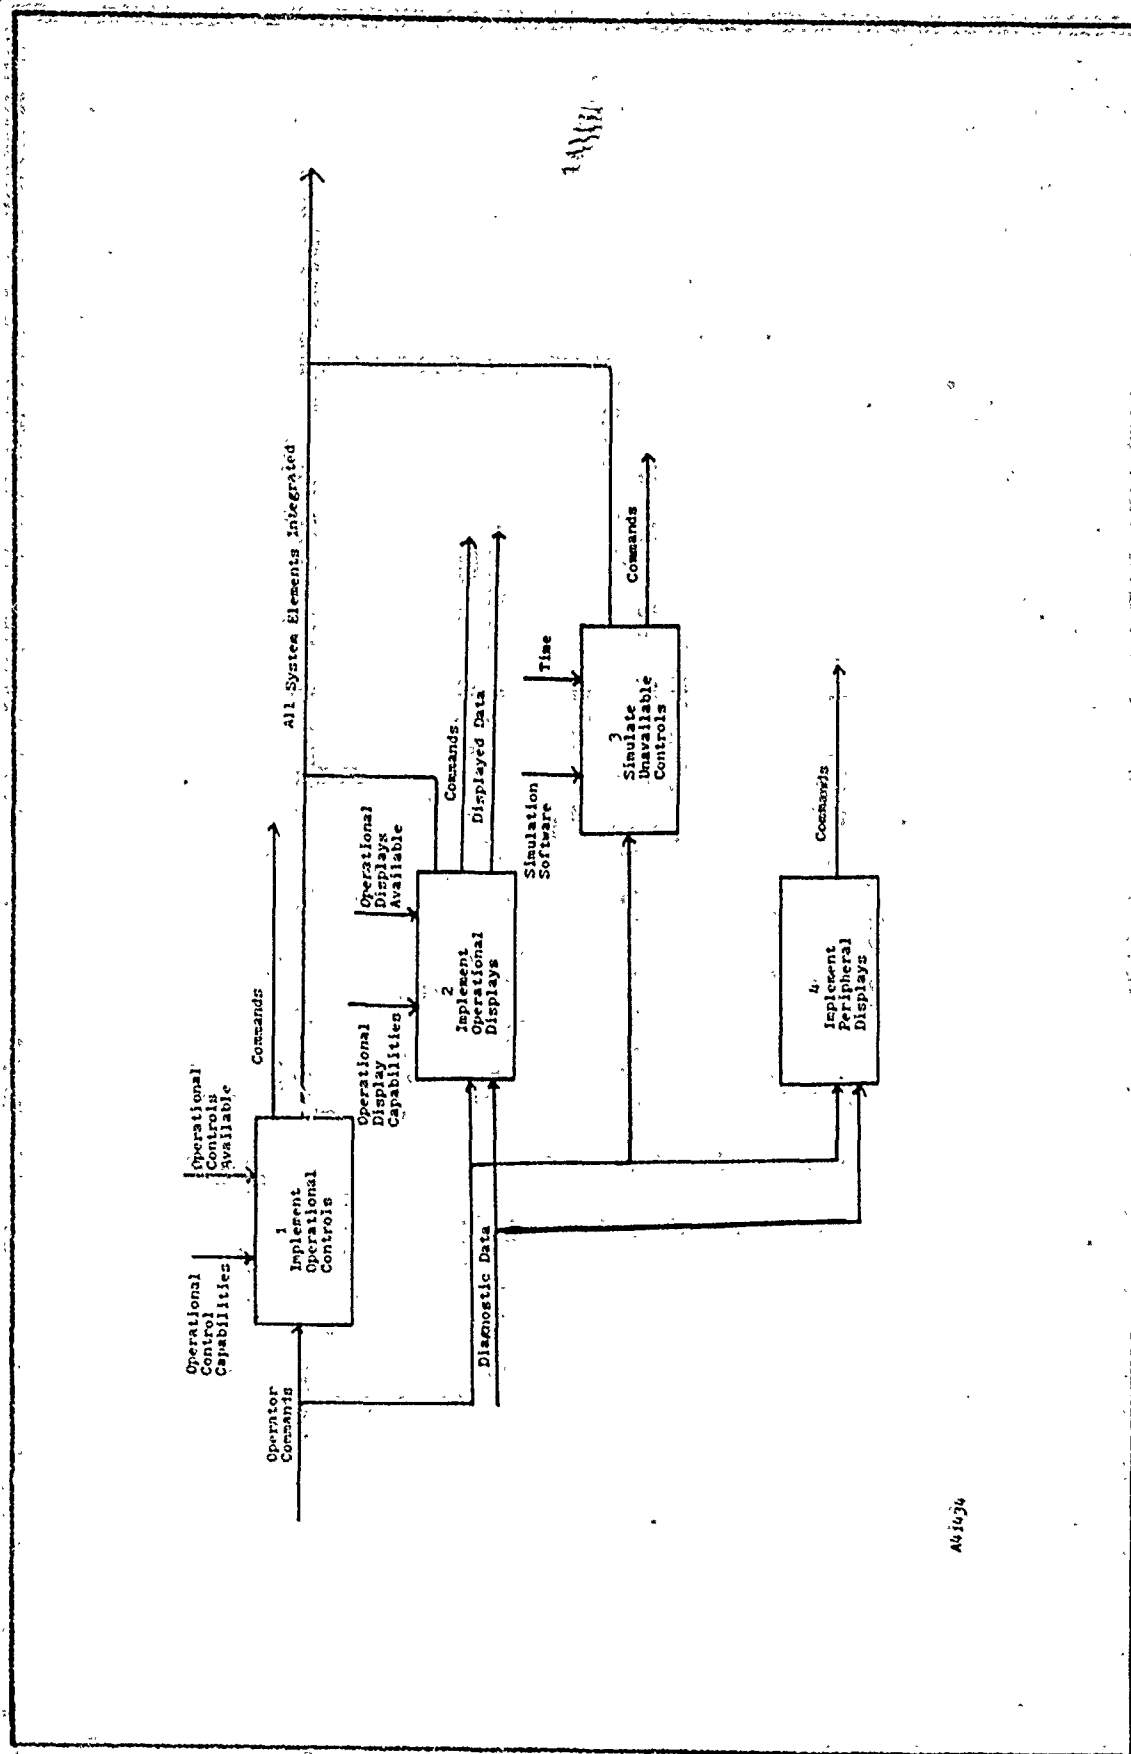 Operator
Commands
Operational
Control
Capabilities
Operational
Controls
Available
1
Implement
Operational
Controls
Commands
All System Elements Integrated
Diagnostic Data
Operational
Display
Capabilities
Operational
Displays
Available
2
Implement
Operational
Displays
Commands
Displayed Data
Simulation
Software
Time
3
Simulate
Unavailable
Controls
Commands
4
Implement
Peripheral
Displays
Commands
A41434